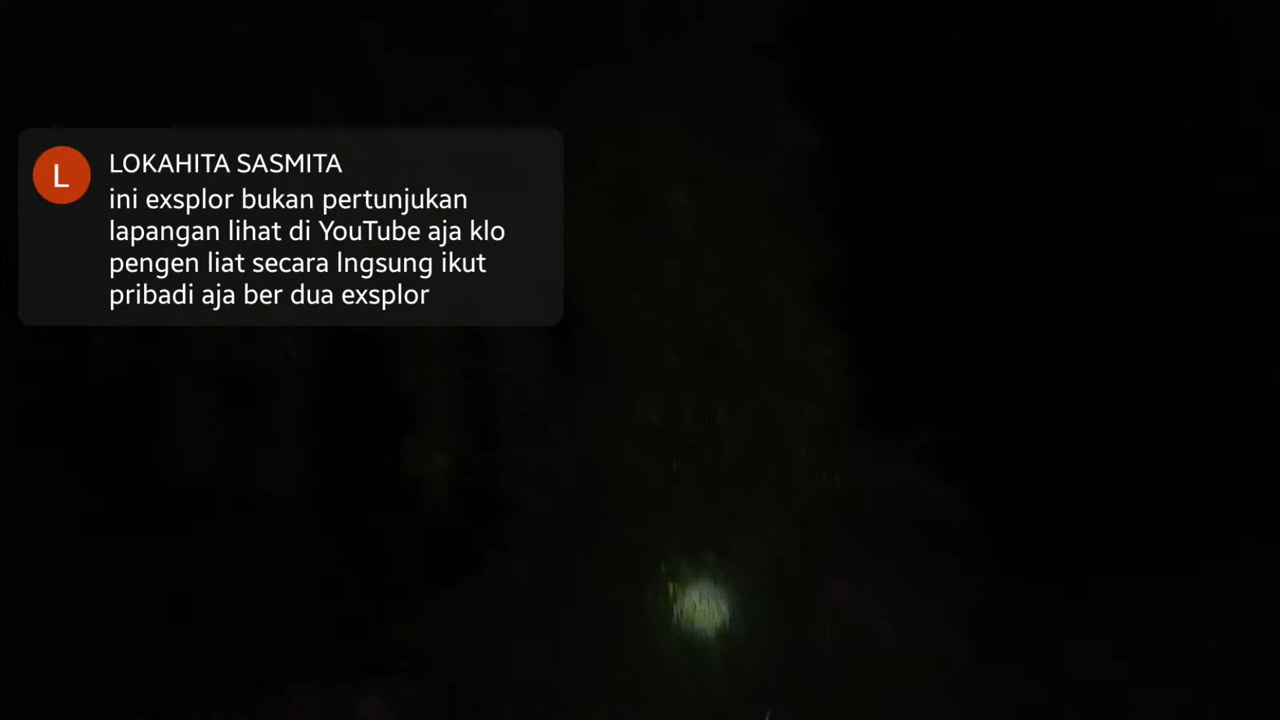 L
LOKAHITA SASMITA
ini exsplor bukan pertunjukan
lapangan lihat di YouTube aja klo
pengen liat secara lngsung ikut
pribadi aja ber dua exsplor